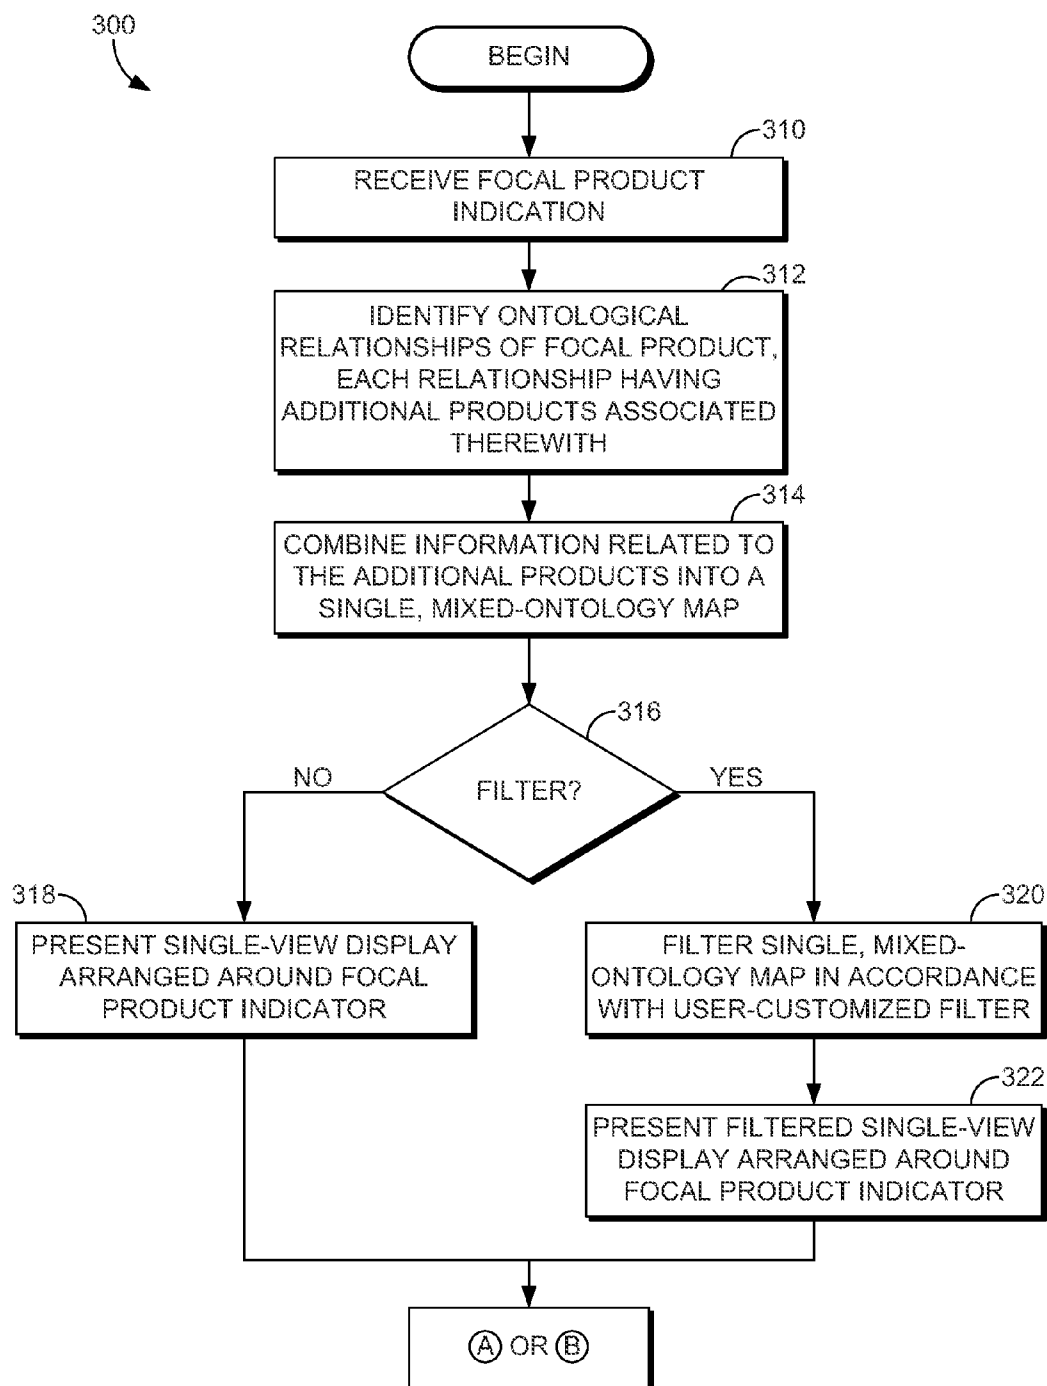 300
BEGIN
310
RECEIVE FOCAL PRODUCT
INDICATION
312
IDENTIFY ONTOLOGICAL
RELATIONSHIPS OF FOCAL PRODUCT,
EACH RELATIONSHIP HAVING
ADDITIONAL PRODUCTS ASSOCIATED
THEREWITH
314
COMBINE INFORMATION RELATED TO
THE ADDITIONAL PRODUCTS INTO A
SINGLE, MIXED-ONTOLOGY MAP
316
FILTER?
NO
YES
318
PRESENT SINGLE-VIEW DISPLAY
ARRANGED AROUND FOCAL
PRODUCT INDICATOR
320
FILTER SINGLE, MIXED-
ONTOLOGY MAP IN ACCORDANCE
WITH USER-CUSTOMIZED FILTER
322
PRESENT FILTERED SINGLE-VIEW
DISPLAY ARRANGED AROUND
FOCAL PRODUCT INDICATOR
A OR B